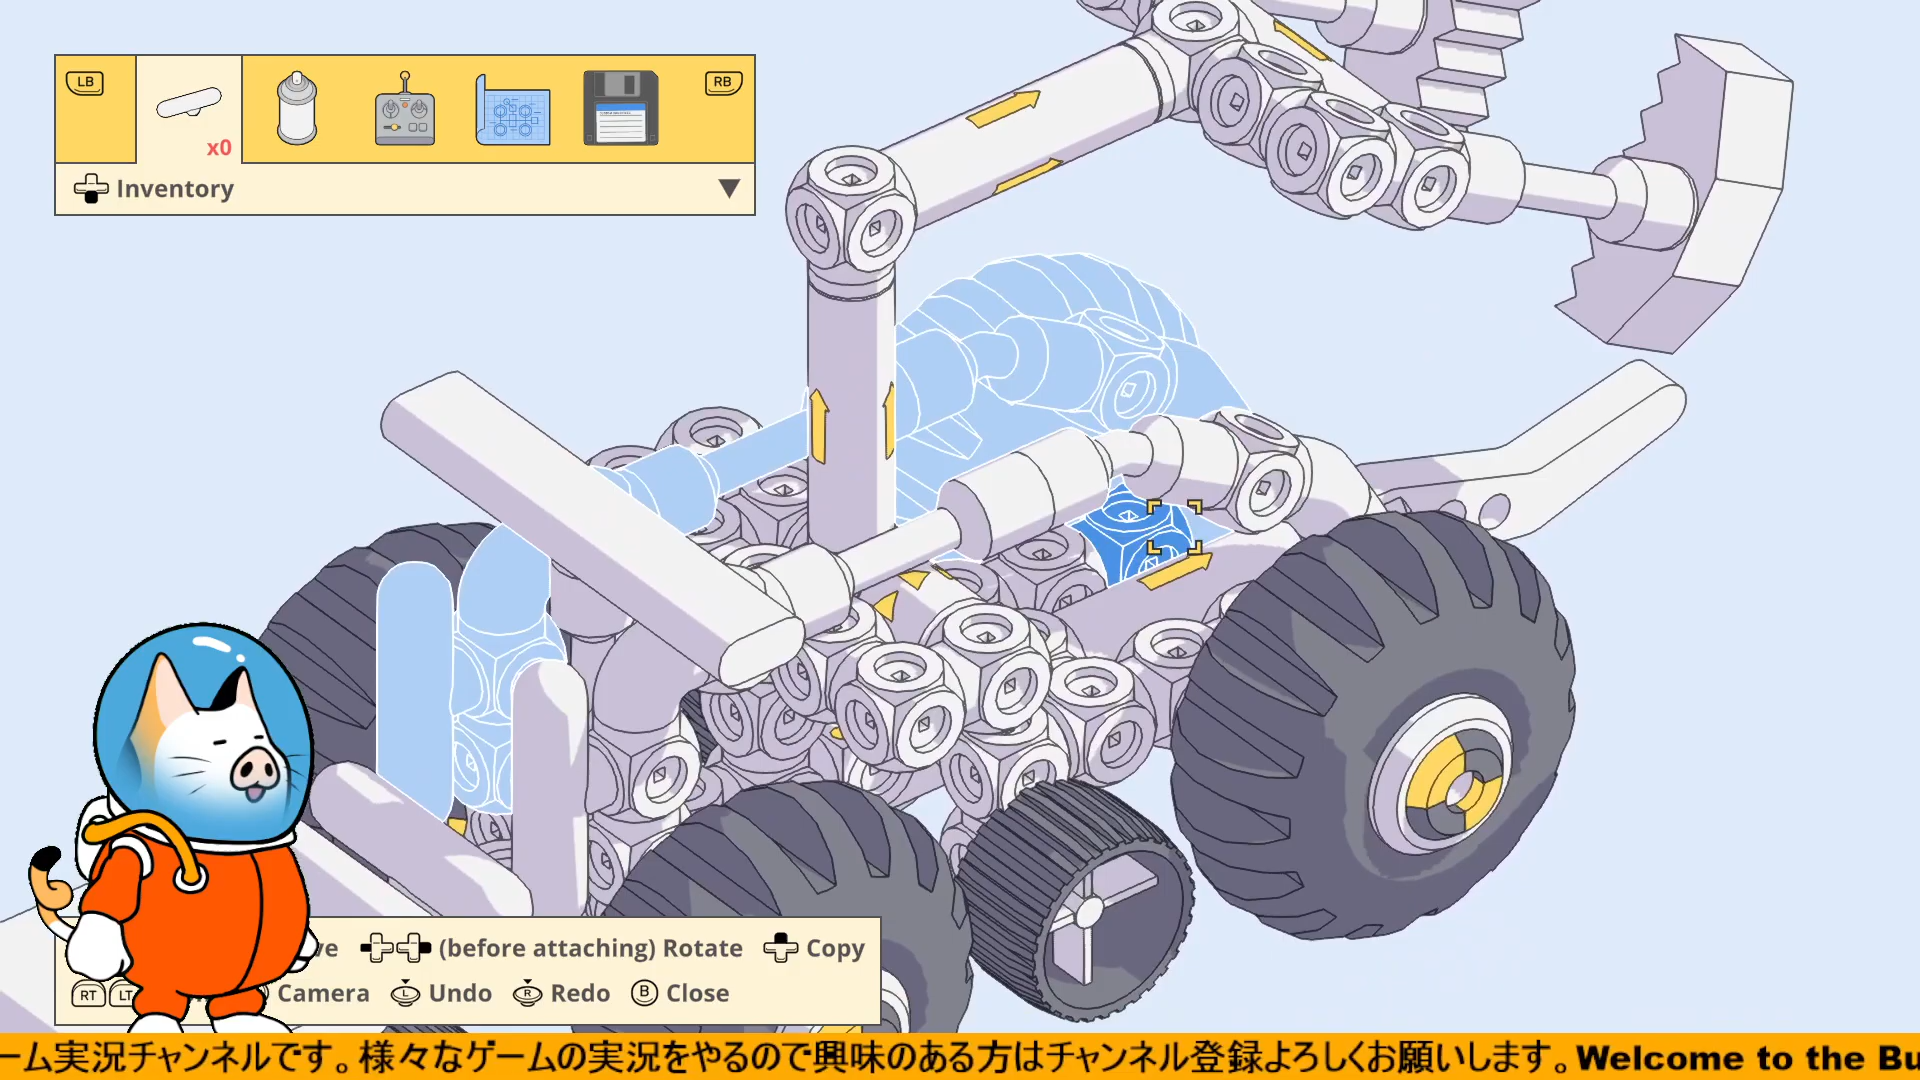 LB
RB
x0
Inventory
ve (before attaching) Rotate Copy
RT LT Camera L Undo R Redo B Close
ーム実況チャンネルです。様々なゲームの実況をやるので興味のある方はチャンネル登録よろしくお願いします。Welcome to the Bu